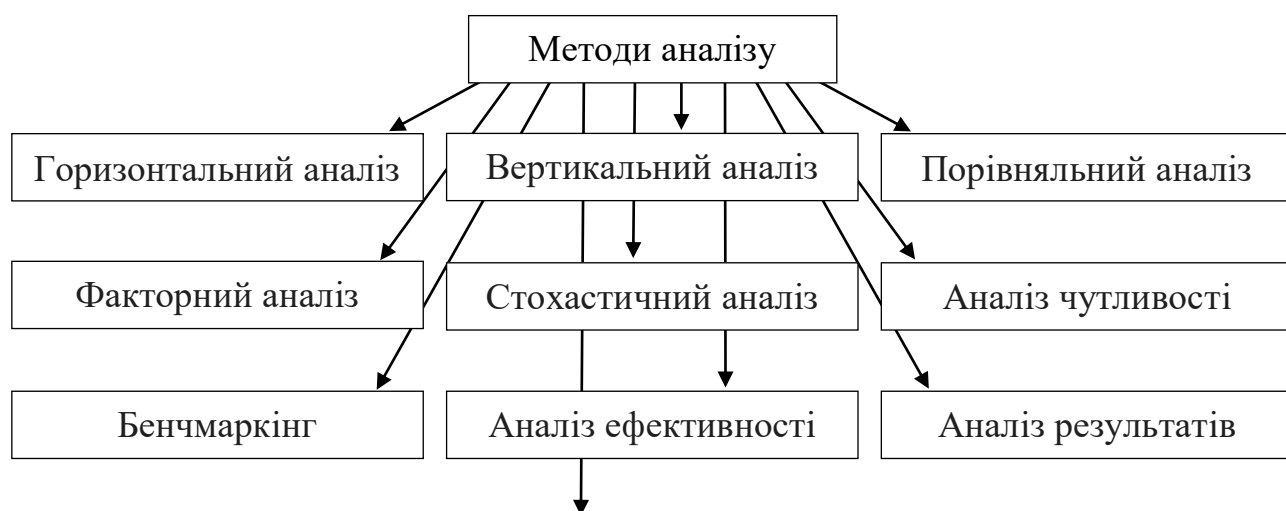 Методи аналізу
Горизонтальний аналіз
Вертикальний аналіз
Порівняльний аналіз
Факторний аналіз
Стохастичний аналіз
Аналіз чутливості
Бенчмаркінг
Аналіз ефективності
Аналіз результатів